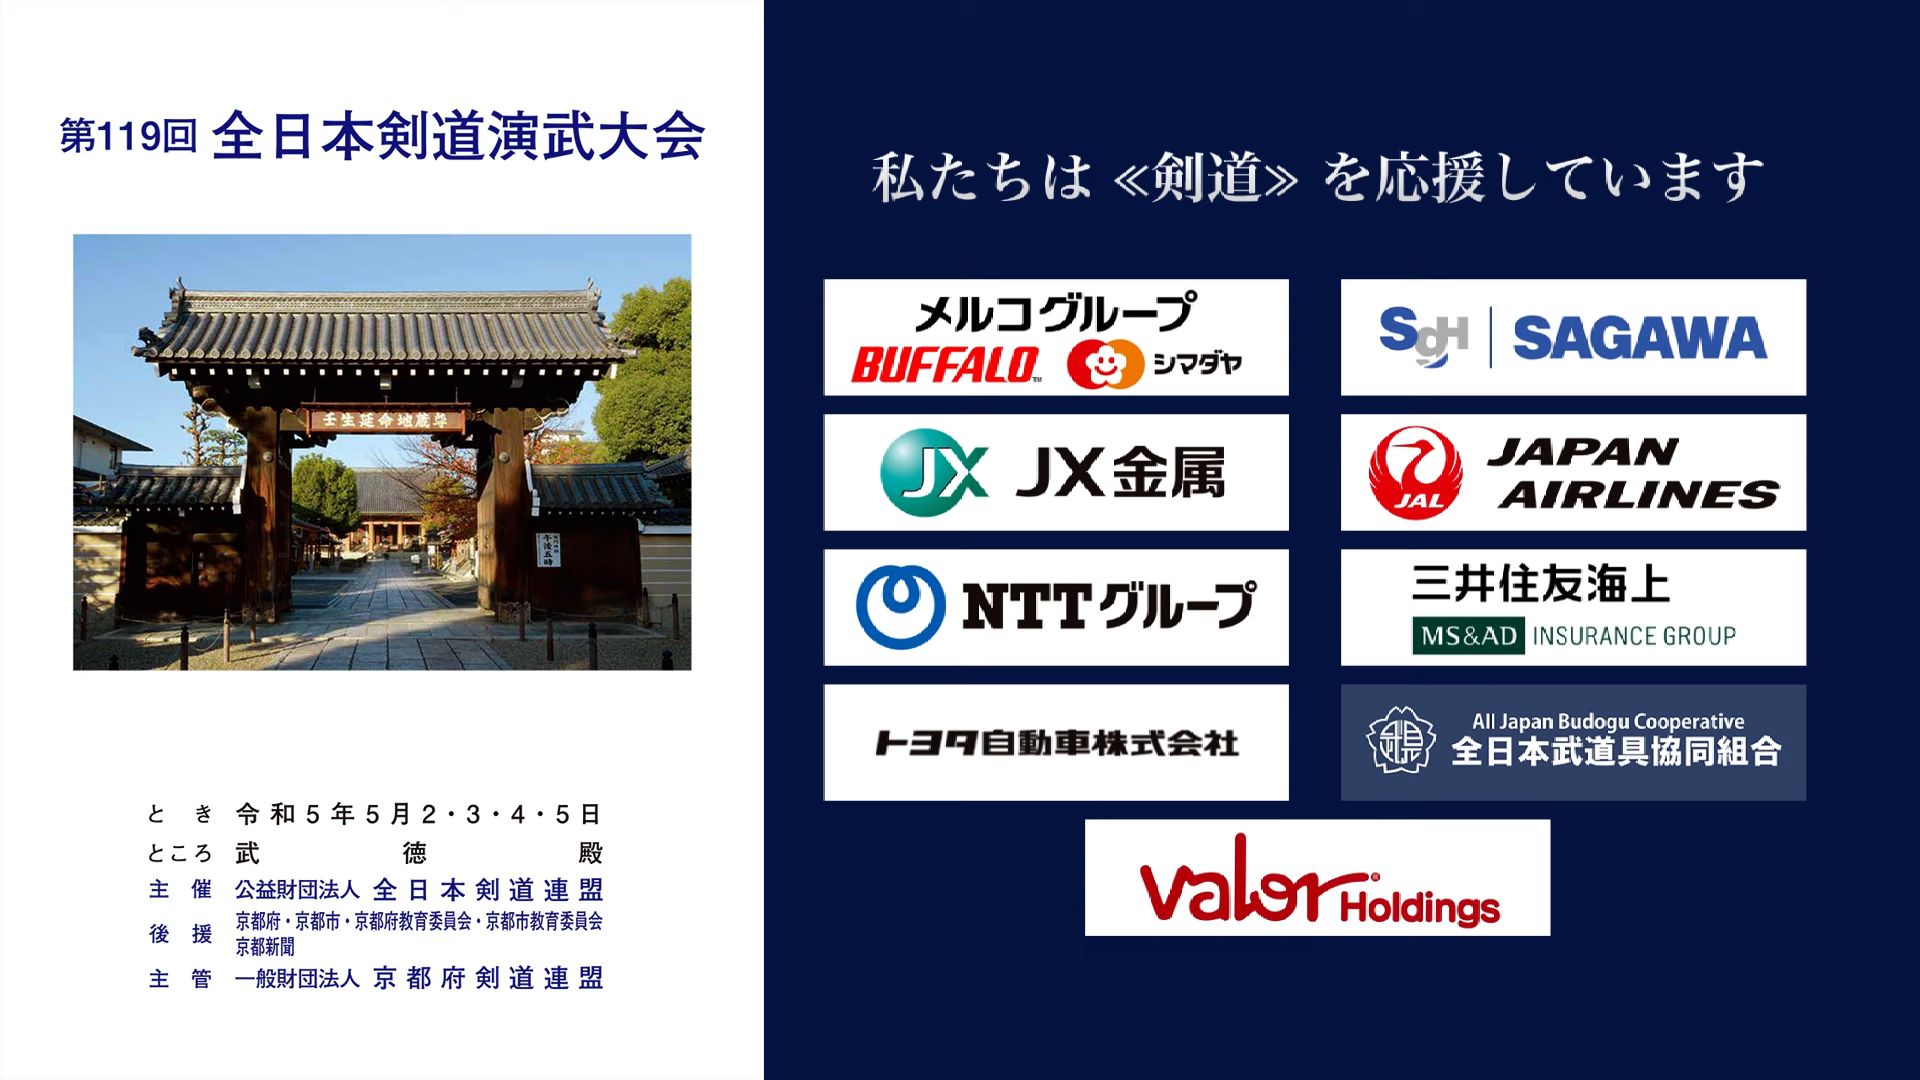 第119回 全日本剣道演武大会
壬生延命地蔵尊
午後五時
とき 令和5年5月2・3・4・5日
ところ 武徳殿
主催 公益財団法人 全日本剣道連盟
後援 京都府・京都市・京都府教育委員会・京都市教育委員会
京都新聞
主管 一般財団法人 京都府剣道連盟
私たちは ≪剣道≫ を応援しています
メルコグループ
BUFFALO™ シマダヤ
SgH SAGAWA
JX JX金属
JAL JAPAN AIRLINES
NTTグループ
三井住友海上
MS&AD INSURANCE GROUP
トヨタ自動車株式会社
All Japan Budogu Cooperative
全日本武道具協同組合
valor® Holdings